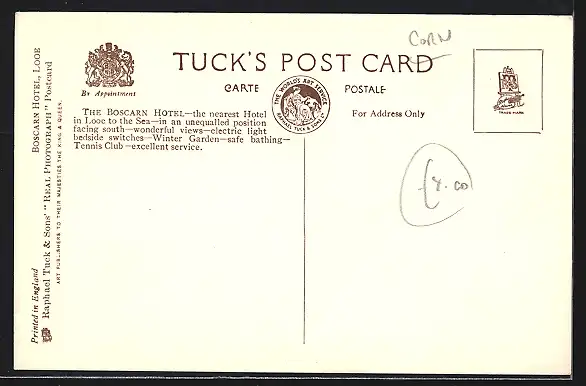 CORN
TUCK'S POST CARD
CARTE POSTALE
By Appointment
THE WORLD'S ART SERVICE
RAPHAEL TUCK & SONS LTD
For Address Only
TRADE MARK
THE BOSCARN HOTEL—the nearest Hotel
in Looe to the Sea—in an unequalled position
facing south—wonderful views—electric light
bedside switches—Winter Garden—safe bathing—
Tennis Club—excellent service.
BOSCARN HOTEL, LOOE
Printed in England
Raphael Tuck & Sons' "REAL PHOTOGRAPH" Postcard
ART PUBLISHERS TO THEIR MAJESTIES THE KING & QUEEN.